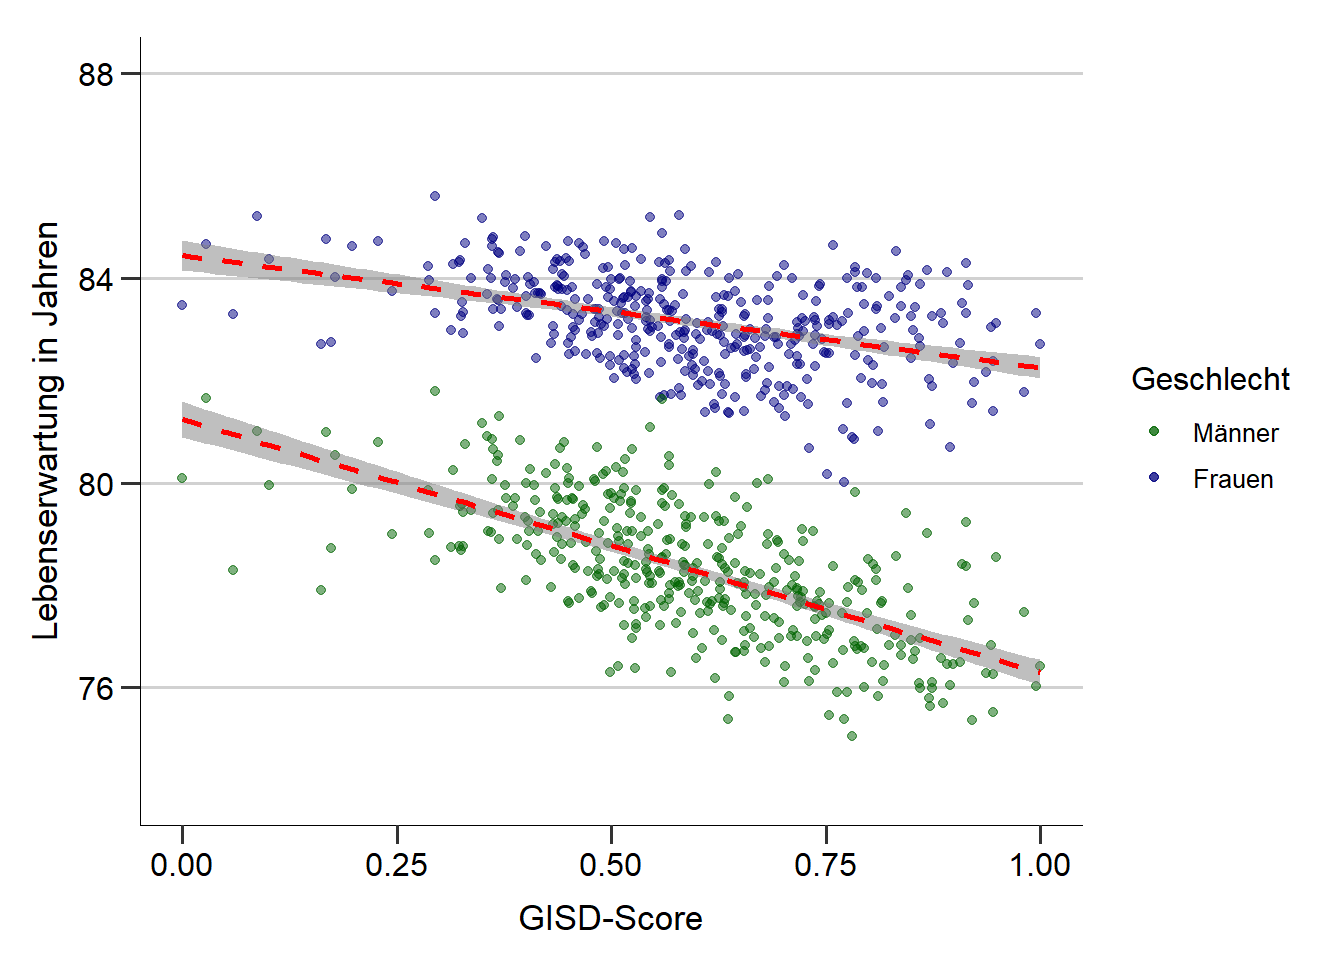 Lebenserwartung in Jahren
88
84
80
76
0.00 0.25 0.50 0.75 1.00
GISD-Score
Geschlecht
Männer
Frauen